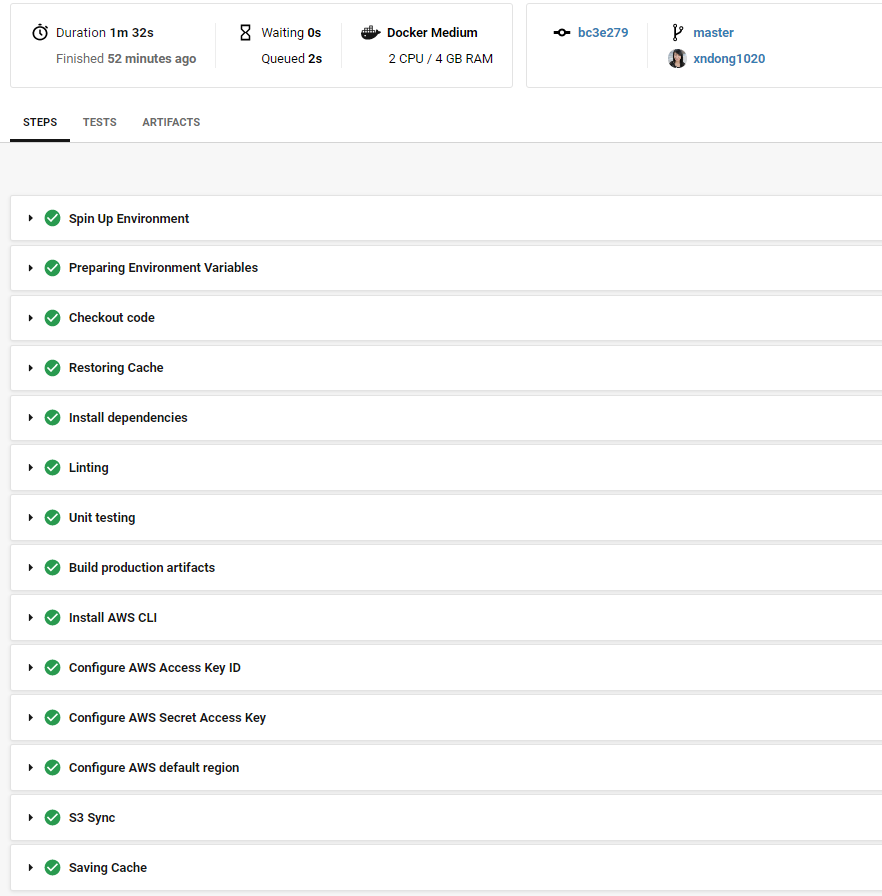 Duration 1m 32s
Finished 52 minutes ago
Waiting 0s
Queued 2s
Docker Medium
2 CPU / 4 GB RAM
bc3e279
master
xndong1020
STEPS TESTS ARTIFACTS
Spin Up Environment
Preparing Environment Variables
Checkout code
Restoring Cache
Install dependencies
Linting
Unit testing
Build production artifacts
Install AWS CLI
Configure AWS Access Key ID
Configure AWS Secret Access Key
Configure AWS default region
S3 Sync
Saving Cache